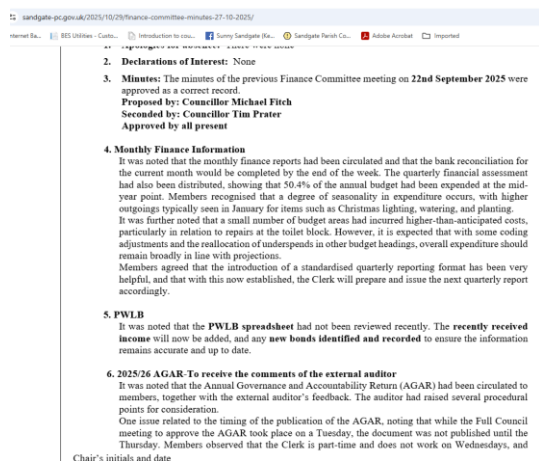 sandgate-pc.gov.uk/2025/10/29/finance-committee-minutes-27-10-2025/
nternet Ba... BES Utilities - Custo... Introduction to cou... Sunny Sandgate (Ke... Sandgate Parish Co... Adobe Acrobat Imported
1. Apologies for absence: There were none
2. Declarations of Interest: None
3. Minutes: The minutes of the previous Finance Committee meeting on 22nd September 2025 were
approved as a correct record.
Proposed by: Councillor Michael Fitch
Seconded by: Councillor Tim Prater
Approved by all present
4. Monthly Finance Information
It was noted that the monthly finance reports had been circulated and that the bank reconciliation for
the current month would be completed by the end of the week. The quarterly financial assessment
had also been distributed, showing that 50.4% of the annual budget had been expended at the mid-
year point. Members recognised that a degree of seasonality in expenditure occurs, with higher
outgoings typically seen in January for items such as Christmas lighting, watering, and planting.
It was further noted that a small number of budget areas had incurred higher-than-anticipated costs,
particularly in relation to repairs at the toilet block. However, it is expected that with some coding
adjustments and the reallocation of underspends in other budget headings, overall expenditure should
remain broadly in line with projections.
Members agreed that the introduction of a standardised quarterly reporting format has been very
helpful, and that with this now established, the Clerk will prepare and issue the next quarterly report
accordingly.
5. PWLB
It was noted that the PWLB spreadsheet had not been reviewed recently. The recently received
income will now be added, and any new bonds identified and recorded to ensure the information
remains accurate and up to date.
6. 2025/26 AGAR-To receive the comments of the external auditor
It was noted that the Annual Governance and Accountability Return (AGAR) had been circulated to
members, together with the external auditor's feedback. The auditor had raised several procedural
points for consideration.
One issue related to the timing of the publication of the AGAR, noting that while the Full Council
meeting to approve the AGAR took place on a Tuesday, the document was not published until the
Thursday. Members observed that the Clerk is part-time and does not work on Wednesdays, and
Chair's initials and date